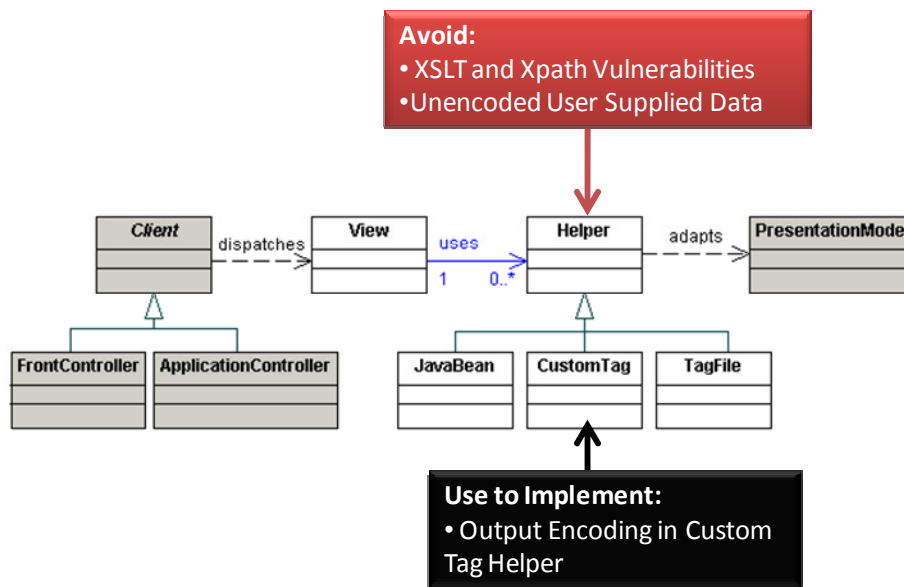 Avoid:
• XSLT and Xpath Vulnerabilities
•Unencoded User Supplied Data
Client
dispatches
View
uses
1
0..*
Helper
adapts
PresentationMode
FrontController
ApplicationController
JavaBean
CustomTag
TagFile
Use to Implement:
• Output Encoding in Custom
Tag Helper